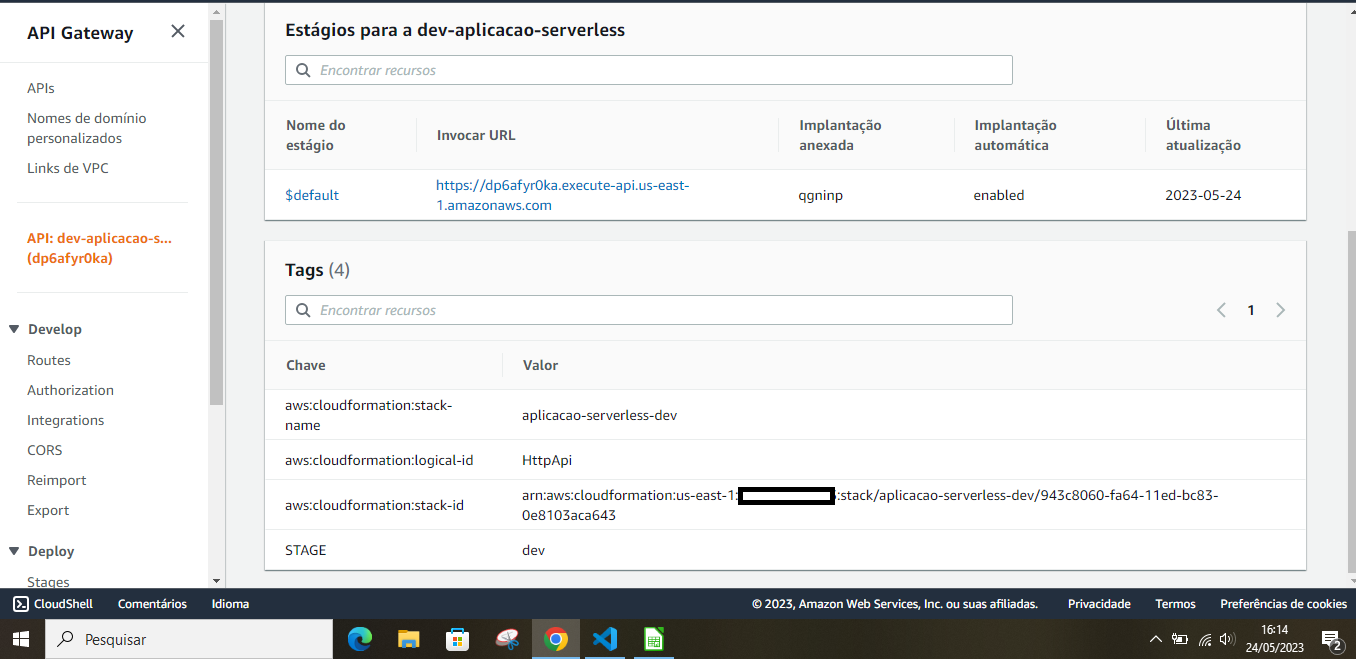 API Gateway
APIs
Nomes de domínio
personalizados
Links de VPC
API: dev-aplicacao-s...
(dp6afyr0ka)
Develop
Routes
Authorization
Integrations
CORS
Reimport
Export
Deploy
Stages
Estágios para a dev-aplicacao-serverless
Encontrar recursos
Nome do
estágio
Invocar URL
Implantação
anexada
Implantação
automática
Última
atualização
$default
https://dp6afyr0ka.execute-api.us-east-
1.amazonaws.com
qgninp
enabled
2023-05-24
Tags (4)
Encontrar recursos
1
Chave
Valor
aws:cloudformation:stack-
name
aplicacao-serverless-dev
aws:cloudformation:logical-id
HttpApi
aws:cloudformation:stack-id
arn:aws:cloudformation:us-east-1: :stack/aplicacao-serverless-dev/943c8060-fa64-11ed-bc83-
0e8103aca643
STAGE
dev
CloudShell
Comentários
Idioma
© 2023, Amazon Web Services, Inc. ou suas afiliadas.
Privacidade
Termos
Preferências de cookies
Pesquisar
16:14
24/05/2023
2